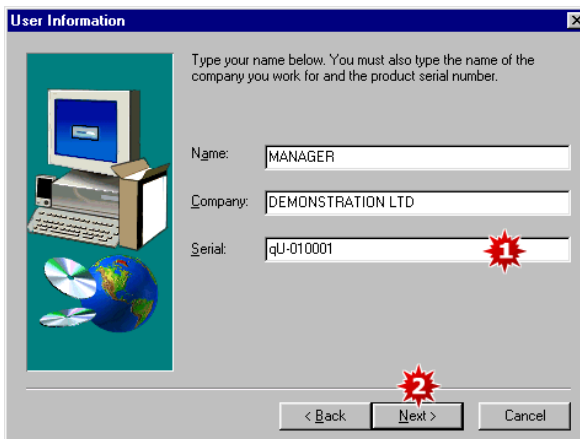 User Information
Type your name below. You must also type the name of the
company you work for and the product serial number.
Name: MANAGER
Company: DEMONSTRATION LTD
Serial: qU-010001 1
2
< Back Next > Cancel